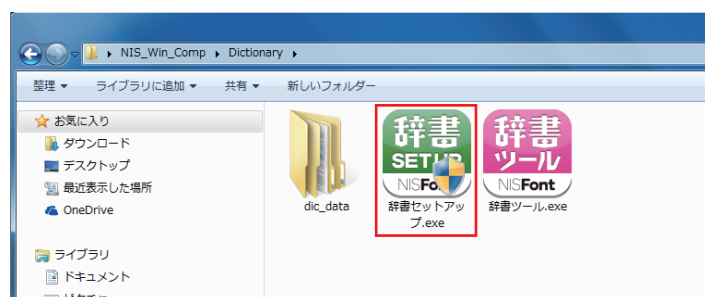 NIS_Win_Comp Dictionary
整理 ライブラリに追加 共有 新しいフォルダー
お気に入り
ダウンロード
デスクトップ
最近表示した場所
OneDrive
ライブラリ
ドキュメント
dic_data
辞書
SETUP
NISFont
辞書セットアッ
プ.exe
辞書
ツール
NISFont
辞書ツール.exe